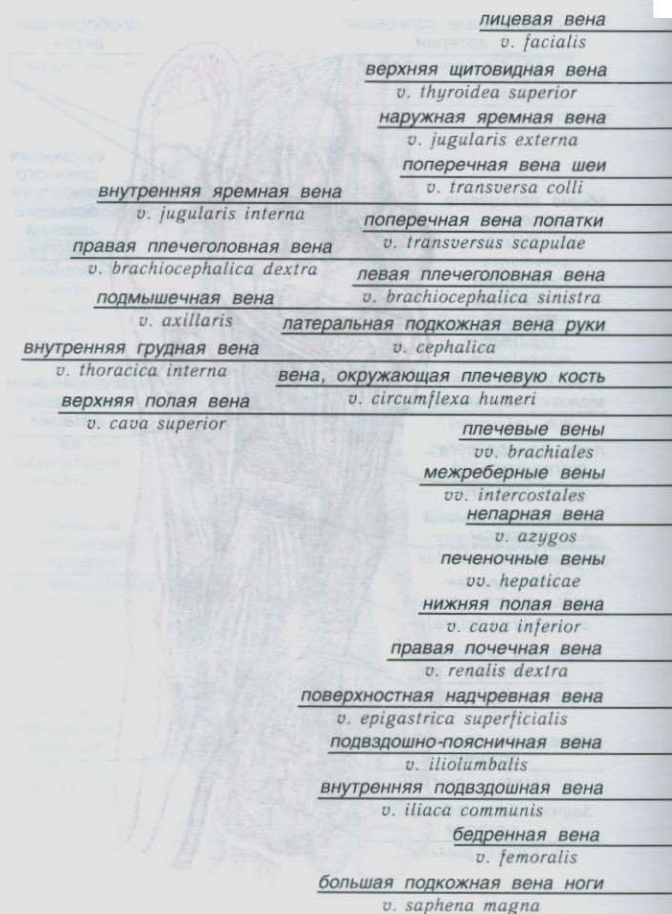 лицевая вена
v. facialis
верхняя щитовидная вена
v. thyroidea superior
наружная яремная вена
v. jugularis externa
поперечная вена шеи
v. transversa colli
внутренняя яремная вена
v. jugularis interna
поперечная вена лопатки
v. transversus scapulae
правая плечеголовная вена
v. brachiocephalica dextra
левая плечеголовная вена
v. brachiocephalica sinistra
подмышечная вена
v. axillaris
латеральная подкожная вена руки
v. cephalica
внутренняя грудная вена
v. thoracica interna
вена, окружающая плечевую кость
v. circumflexa humeri
верхняя полая вена
v. cava superior
плечевые вены
vv. brachiales
межреберные вены
vv. intercostales
непарная вена
v. azygos
печеночные вены
vv. hepaticae
нижняя полая вена
v. cava inferior
правая почечная вена
v. renalis dextra
поверхностная надчревная вена
v. epigastrica superficialis
подвздошно-поясничная вена
v. iliolumbalis
внутренняя подвздошная вена
v. iliaca communis
бедренная вена
v. femoralis
большая подкожная вена ноги
v. saphena magna